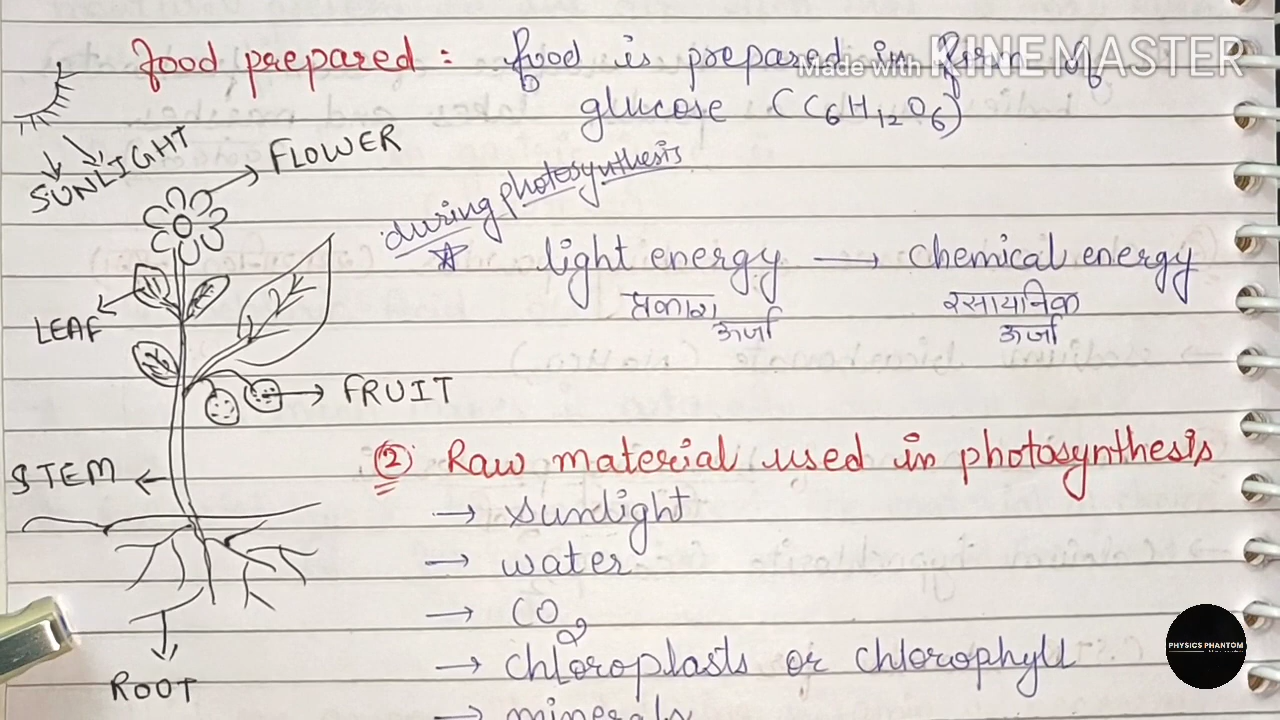 Food prepared : food is prepared in form of
glucose (C₆H₁₂O₆)
Made with KINEMASTER
SUNLIGHT
FLOWER
during photosynthesis
light energy → chemical energy
प्रकाश ऊर्जा
रसायनिक ऊर्जा
LEAF
FRUIT
STEM
(2) Raw material used in photosynthesis
→ sunlight
→ water
→ CO₂
→ chloroplasts or chlorophyll
→ minerals
ROOT
PHYSICS PHANTOM